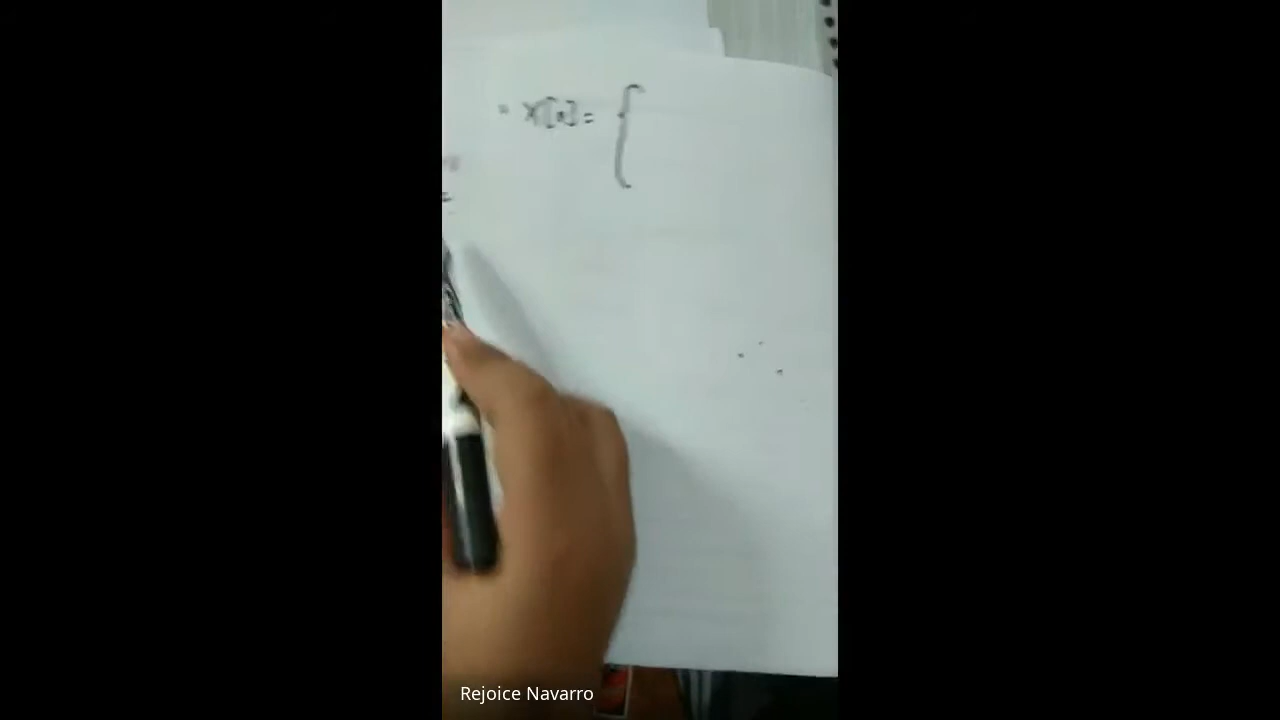 x[n] = {
Rejoice Navarro